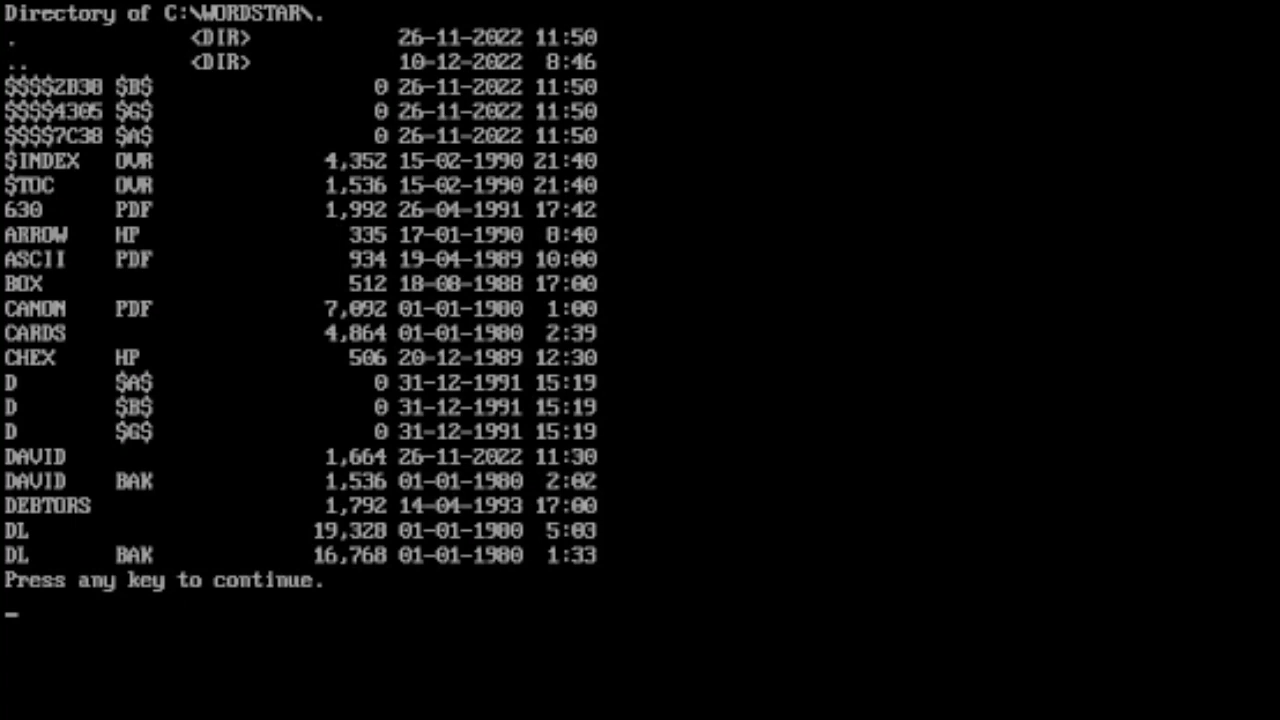 Directory of C:\WORDSTAR\.
. <DIR> 26-11-2022 11:50
.. <DIR> 10-12-2022 8:46
$$$$2B38 $B$ 0 26-11-2022 11:50
$$$$4305 $G$ 0 26-11-2022 11:50
$$$$7C38 $A$ 0 26-11-2022 11:50
$INDEX OVR 4,352 15-02-1990 21:40
$TOC OVR 1,536 15-02-1990 21:40
630 PDF 1,992 26-04-1991 17:42
ARROW HP 335 17-01-1990 8:40
ASCII PDF 934 19-04-1989 10:00
BOX 512 18-08-1988 17:00
CANON PDF 7,092 01-01-1980 1:00
CARDS 4,864 01-01-1980 2:39
CHEX HP 506 20-12-1989 12:30
D $A$ 0 31-12-1991 15:19
D $B$ 0 31-12-1991 15:19
D $G$ 0 31-12-1991 15:19
DAVID 1,664 26-11-2022 11:30
DAVID BAK 1,536 01-01-1980 2:02
DEBTORS 1,792 14-04-1993 17:00
DL 19,328 01-01-1980 5:03
DL BAK 16,768 01-01-1980 1:33
Press any key to continue.